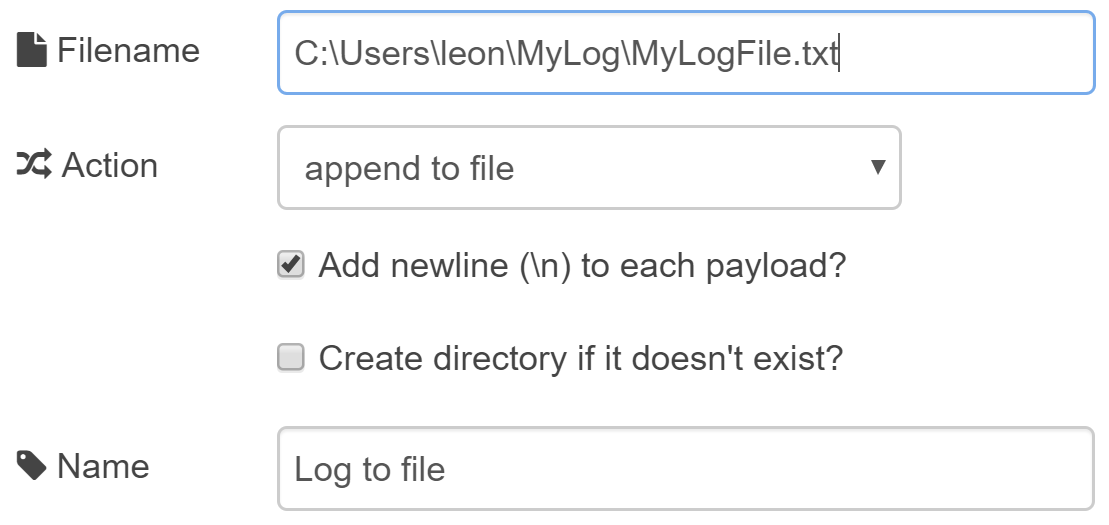 Filename
C:\Users\leon\MyLog\MyLogFile.txt
Action
append to file
Add newline (\n) to each payload?
Create directory if it doesn't exist?
Name
Log to file